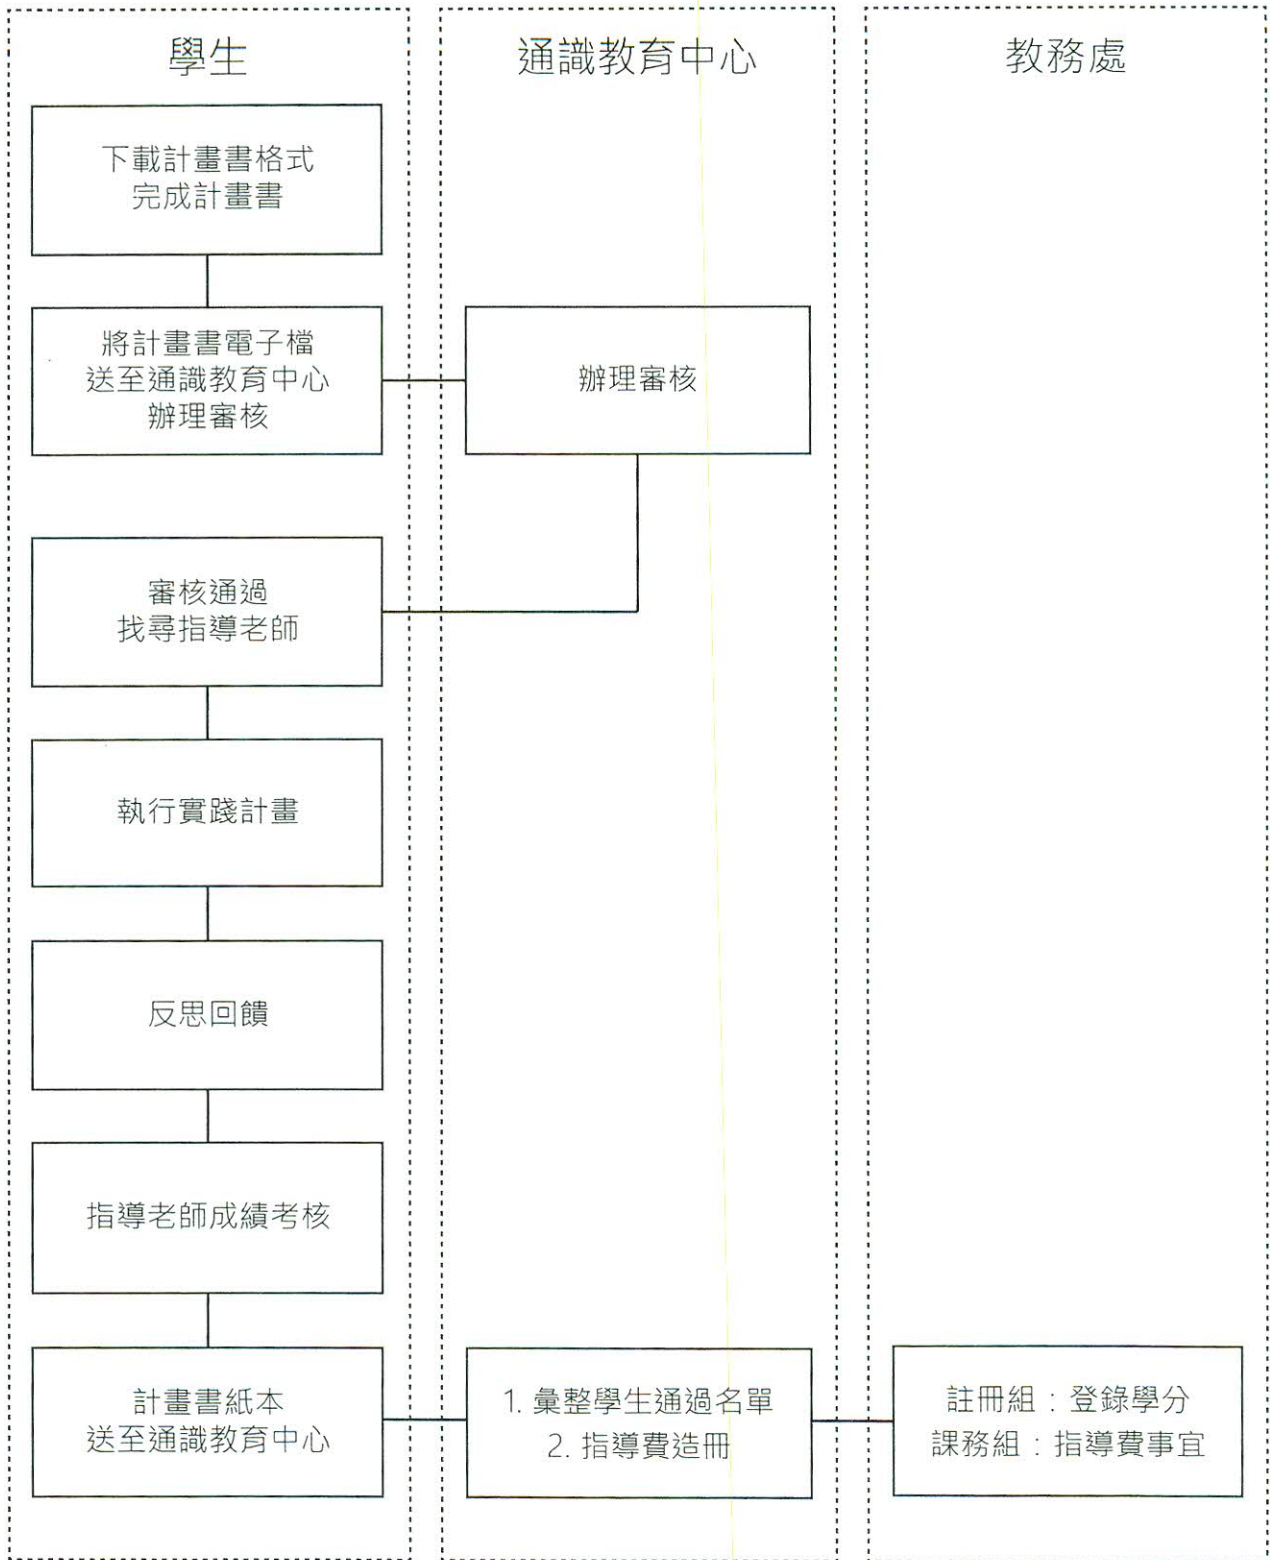 學生
下載計畫書格式
完成計畫書
將計畫書電子檔
送至通識教育中心
辦理審核
審核通過
找尋指導老師
執行實踐計畫
反思回饋
指導老師成績考核
計畫書紙本
送至通識教育中心
通識教育中心
辦理審核
1. 彙整學生通過名單
2. 指導費造冊
教務處
註冊組：登錄學分
課務組：指導費事宜